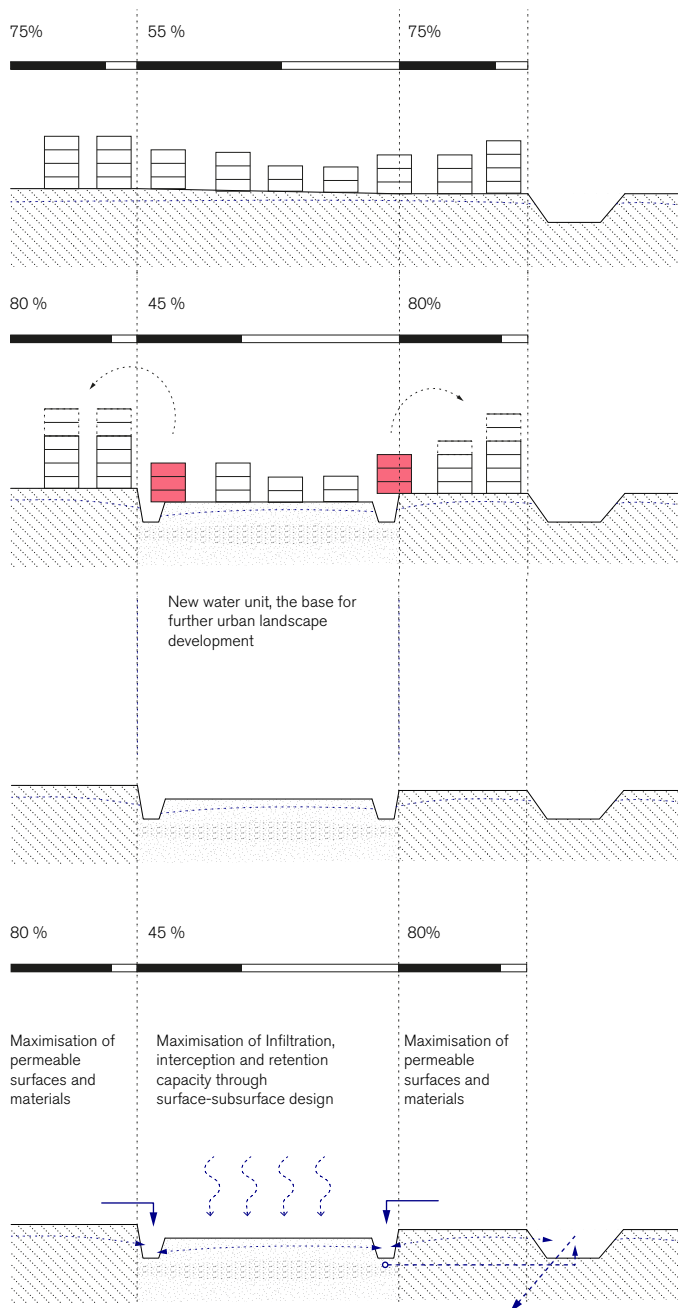 75%
55 %
75%
80 %
45 %
80%
New water unit, the base for
further urban landscape
development
80 %
45 %
80%
Maximisation of
permeable
surfaces and
materials
Maximisation of Infiltration,
interception and retention
capacity through
surface-subsurface design
Maximisation of
permeable
surfaces and
materials